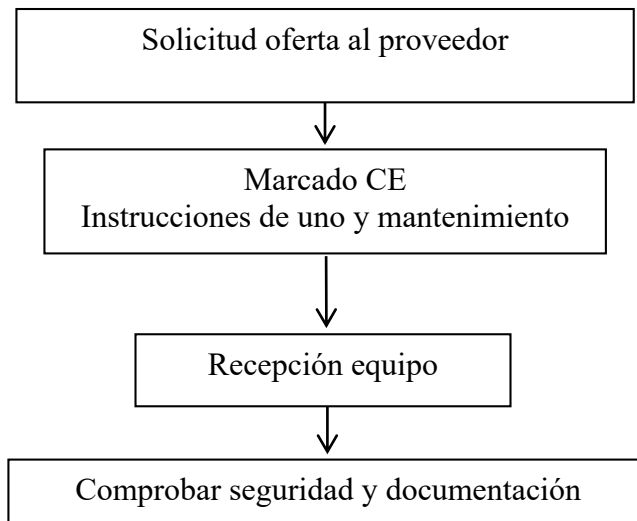 Solicitud oferta al proveedor
Marcado CE
Instrucciones de uno y mantenimiento
Recepción equipo
Comprobar seguridad y documentación